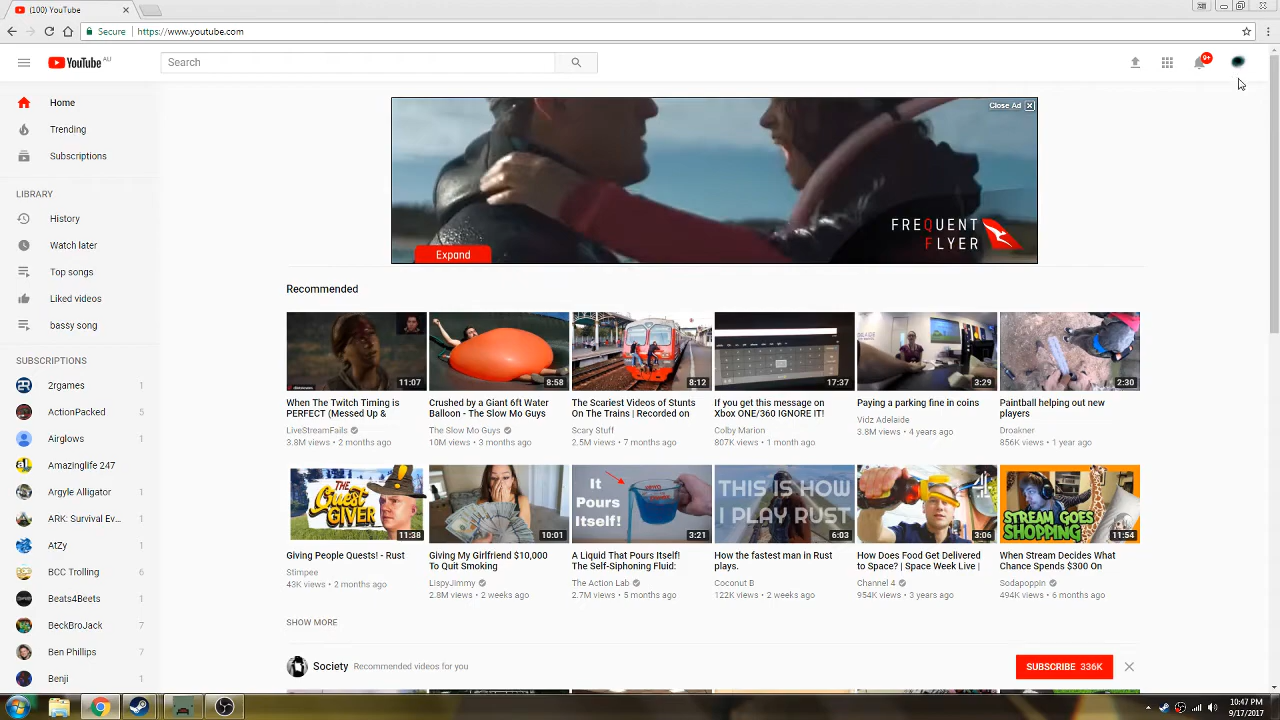 (100) YouTube
Secure https://www.youtube.com
YouTube AU
Search
9+
Home
Trending
Subscriptions
LIBRARY
History
Watch later
Top songs
Liked videos
bassy song
SUBSCRIPTIONS
2rgames 1
ActionPacked 5
Airglows 1
Amazinglife 247 1
Argyle Alligator 1
ARK: Survival Ev... 1
AtZy 1
BCC Trolling 6
Beats4Beets 1
BeckBroJack 7
Ben Phillips 7
Benji 1
Close Ad
FREQUENT
FLYER
Expand
Recommended
11:07
8:58
8:12
17:37
3:29
2:30
When The Twitch Timing is
PERFECT (Messed Up &
LiveStreamFails
3.8M views • 2 months ago
Crushed by a Giant 6ft Water
Balloon - The Slow Mo Guys
The Slow Mo Guys
10M views • 3 months ago
The Scariest Videos of Stunts
On The Trains | Recorded on
Scary Stuff
2.5M views • 7 months ago
If you get this message on
Xbox ONE/360 IGNORE IT!
Colby Marion
807K views • 1 month ago
Paying a parking fine in coins
Vidz Adelaide
3.8M views • 4 years ago
Paintball helping out new
players
Droakner
856K views • 1 year ago
The Quest
GIVER
11:38
10:01
It
Pours
Itself!
3:21
THIS IS HOW
I PLAY RUST
6:03
4
3:06
STREAM GOES
SHOPPING
11:54
Giving People Quests! - Rust
Stimpee
43K views • 2 months ago
Giving My Girlfriend $10,000
To Quit Smoking
LispyJimmy
2.8M views • 2 weeks ago
A Liquid That Pours Itself!
The Self-Siphoning Fluid:
The Action Lab
2.7M views • 5 months ago
How the fastest man in Rust
plays.
Coconut B
122K views • 2 weeks ago
How Does Food Get Delivered
to Space? | Space Week Live |
Channel 4
954K views • 3 years ago
When Stream Decides What
Chance Spends $300 On
Sodapoppin
494K views • 6 months ago
SHOW MORE
Society Recommended videos for you
SUBSCRIBE 336K
10:47 PM
9/17/2017